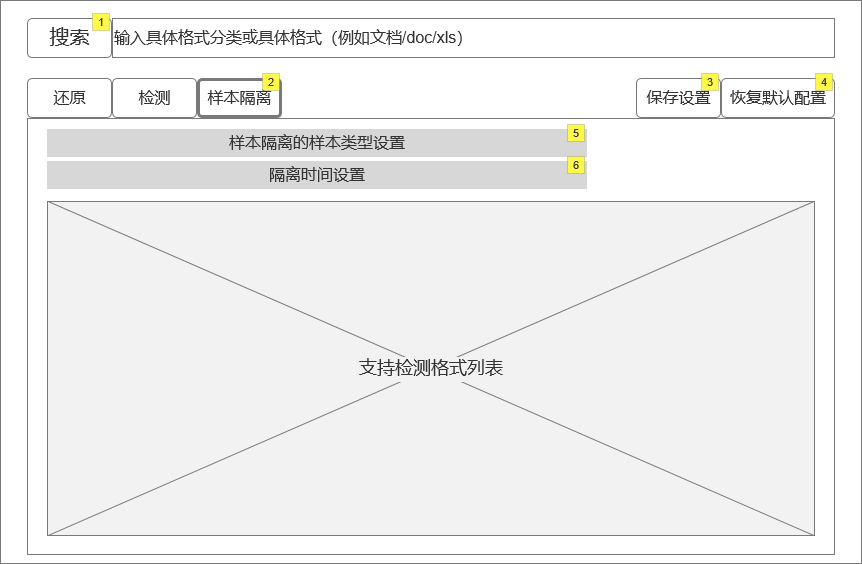 搜索 1
输入具体格式分类或具体格式（例如文档/doc/xls）
还原 检测 样本隔离 2 保存设置 3 恢复默认配置 4
样本隔离的样本类型设置 5
隔离时间设置 6
支持检测格式列表